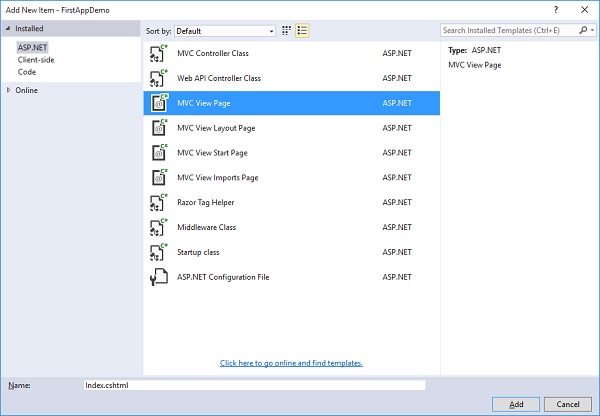 Add New Item - FirstAppDemo
? ×
Installed
Sort by: Default
Search Installed Templates (Ctrl+E)
ASP.NET
Client-side
Code
Online
MVC Controller Class ASP.NET
Web API Controller Class ASP.NET
MVC View Page ASP.NET
MVC View Layout Page ASP.NET
MVC View Start Page ASP.NET
MVC View Imports Page ASP.NET
Razor Tag Helper ASP.NET
Middleware Class ASP.NET
Startup class ASP.NET
ASP.NET Configuration File ASP.NET
Type: ASP.NET
MVC View Page
Click here to go online and find templates.
Name: Index.cshtml
Add Cancel